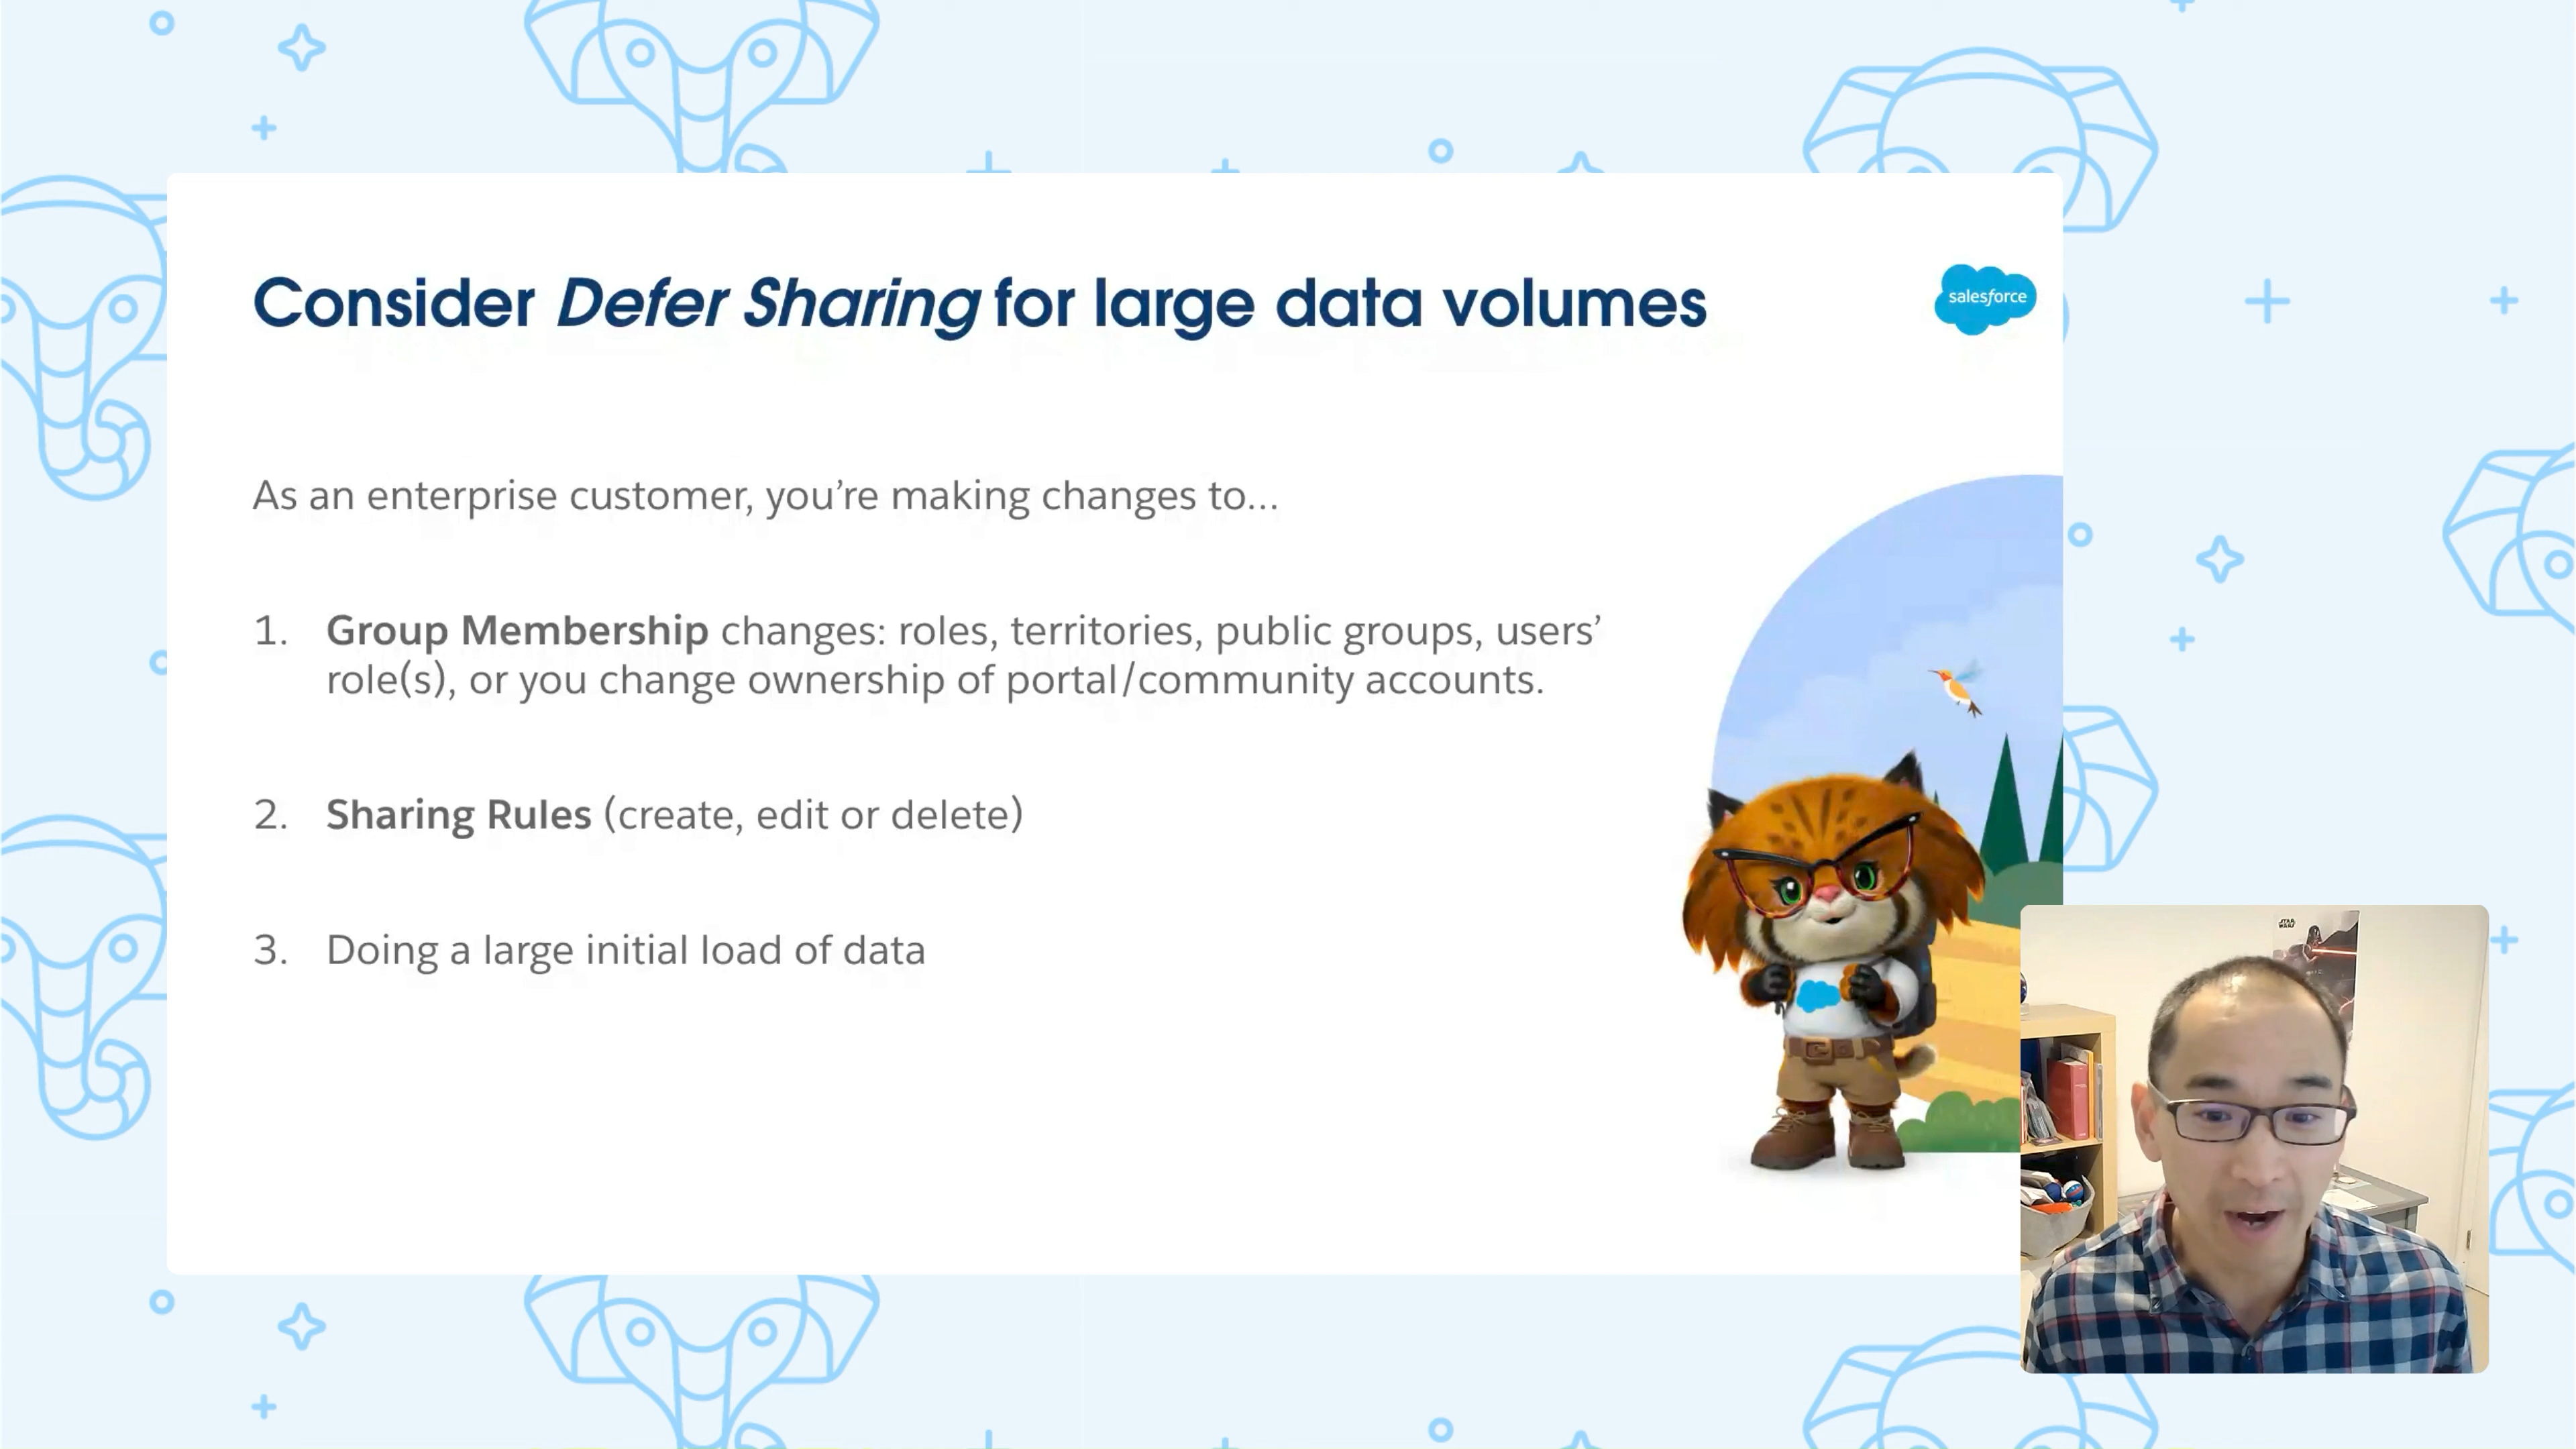 Consider Defer Sharing for large data volumes
salesforce
As an enterprise customer, you’re making changes to...
1. Group Membership changes: roles, territories, public groups, users’
role(s), or you change ownership of portal/community accounts.
2. Sharing Rules (create, edit or delete)
3. Doing a large initial load of data
STAR
WARS